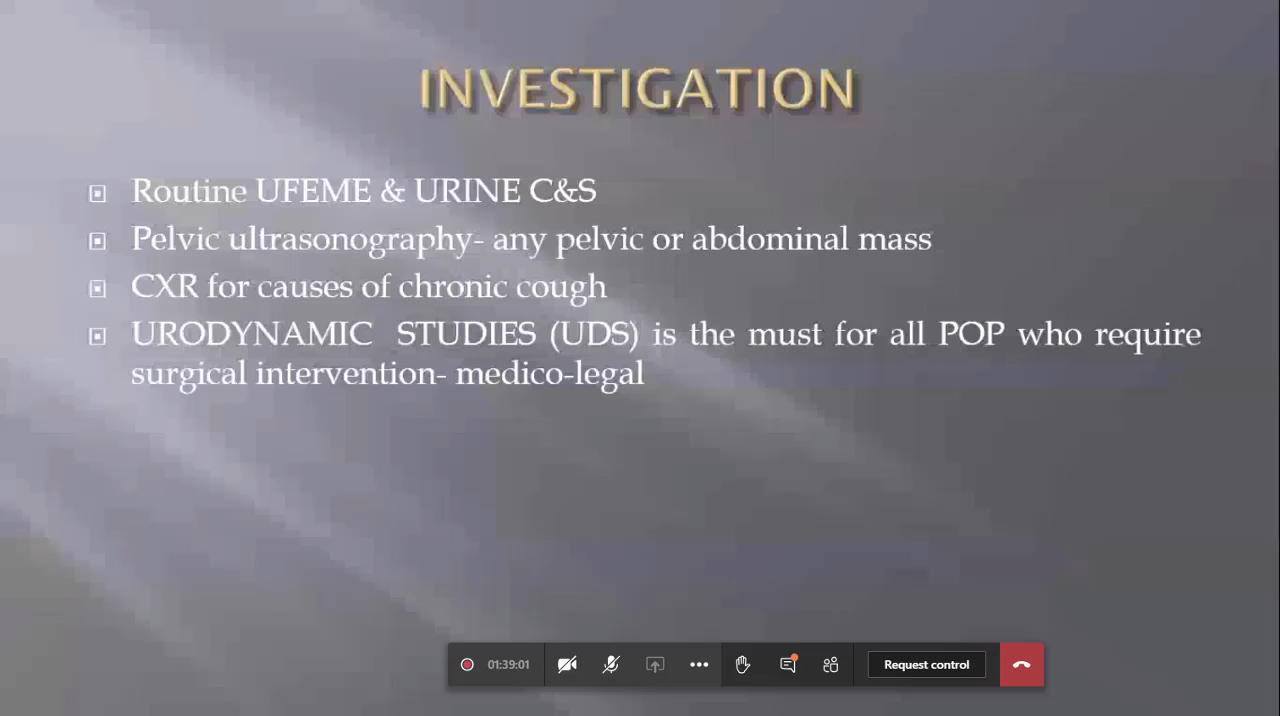 INVESTIGATION
Routine UFEME & URINE C&S
Pelvic ultrasonography- any pelvic or abdominal mass
CXR for causes of chronic cough
URODYNAMIC STUDIES (UDS) is the must for all POP who require
surgical intervention- medico-legal
01:39:01
Request control